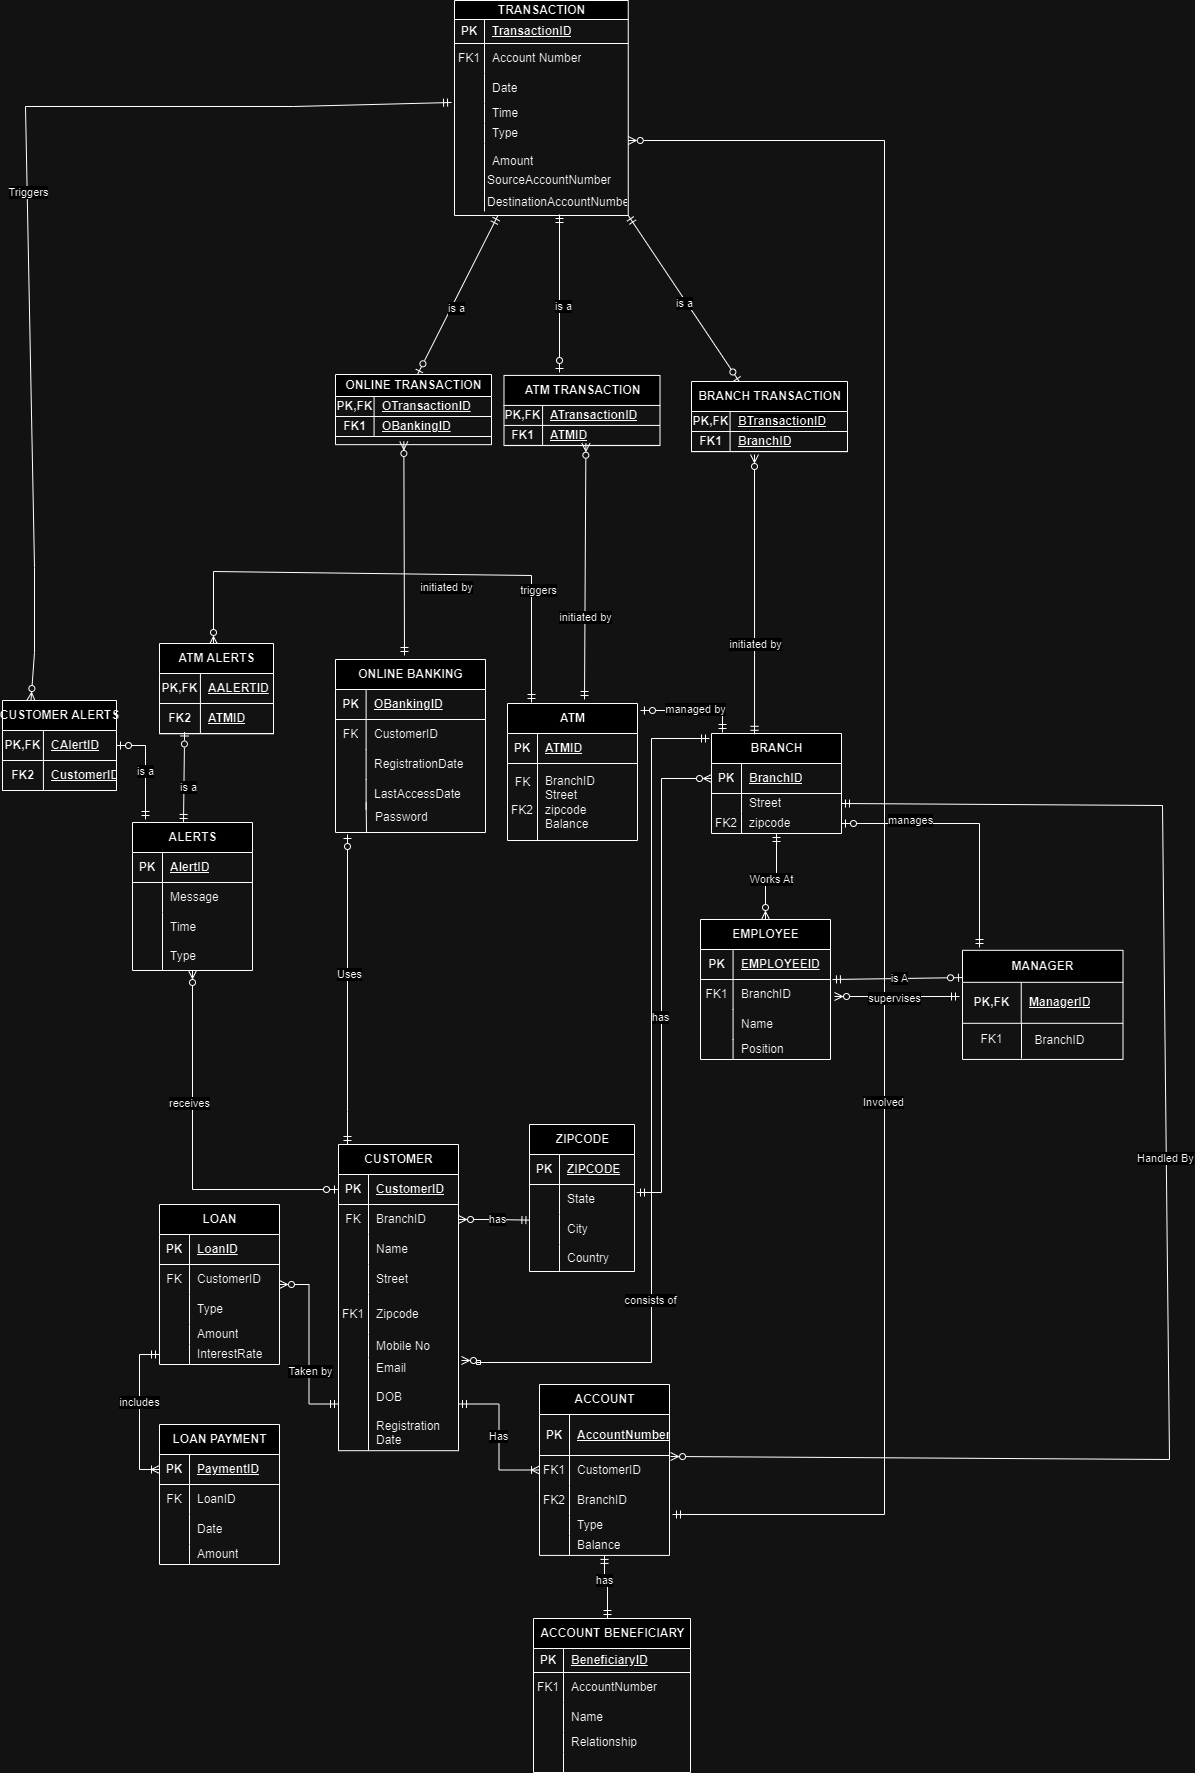 TRANSACTION
PK TransactionID
FK1 Account Number
Date
Time
Type
Amount
SourceAccountNumber
DestinationAccountNumbe
Triggers
is a
is a
is a
ONLINE TRANSACTION
PK,FK OTransactionID
FK1 OBankingID
ATM TRANSACTION
PK,FK ATransactionID
FK1 ATMID
BRANCH TRANSACTION
PK,FK BTransactionID
FK1 BranchID
initiated by
triggers
initiated by
initiated by
ATM ALERTS
PK,FK AALERTID
FK2 ATMID
CUSTOMER ALERTS
PK,FK CAlertID
FK2 CustomerID
is a
is a
ONLINE BANKING
PK OBankingID
FK CustomerID
RegistrationDate
LastAccessDate
Password
ATM
PK ATMID
FK BranchID
Street
FK2 zipcode
Balance
managed by
BRANCH
PK BranchID
Street
FK2 zipcode
manages
ALERTS
PK AlertID
Message
Time
Type
Works At
EMPLOYEE
PK EMPLOYEEID
FK1 BranchID
Name
Position
is A
supervises
MANAGER
PK,FK ManagerID
FK1 BranchID
Uses
has
receives
Involved
Handled By
CUSTOMER
PK CustomerID
FK BranchID
Name
Street
FK1 Zipcode
Mobile No
Email
DOB
Registration
Date
has
ZIPCODE
PK ZIPCODE
State
City
Country
LOAN
PK LoanID
FK CustomerID
Type
Amount
InterestRate
consists of
Taken by
includes
Has
LOAN PAYMENT
PK PaymentID
FK LoanID
Date
Amount
ACCOUNT
PK AccountNumber
FK1 CustomerID
FK2 BranchID
Type
Balance
has
ACCOUNT BENEFICIARY
PK BeneficiaryID
FK1 AccountNumber
Name
Relationship